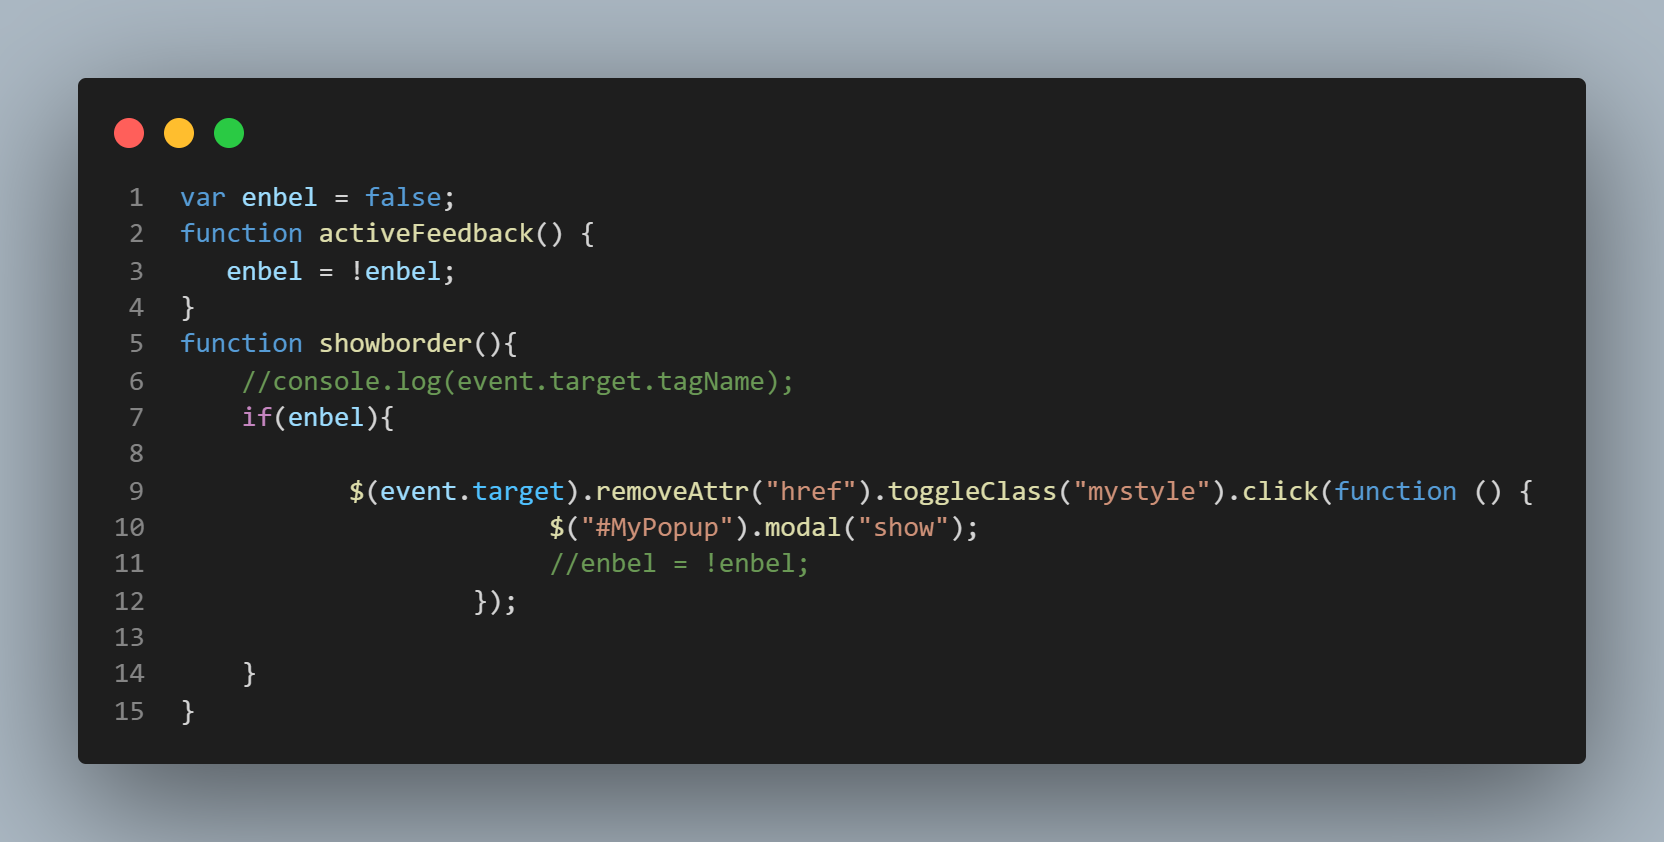 1 var enbel = false;
2 function activeFeedback() {
3    enbel = !enbel;
4 }
5 function showborder(){
6     //console.log(event.target.tagName);
7     if(enbel){
8
9            $(event.target).removeAttr("href").toggleClass("mystyle").click(function () {
10                         $("#MyPopup").modal("show");
11                         //enbel = !enbel;
12                    });
13
14     }
15 }